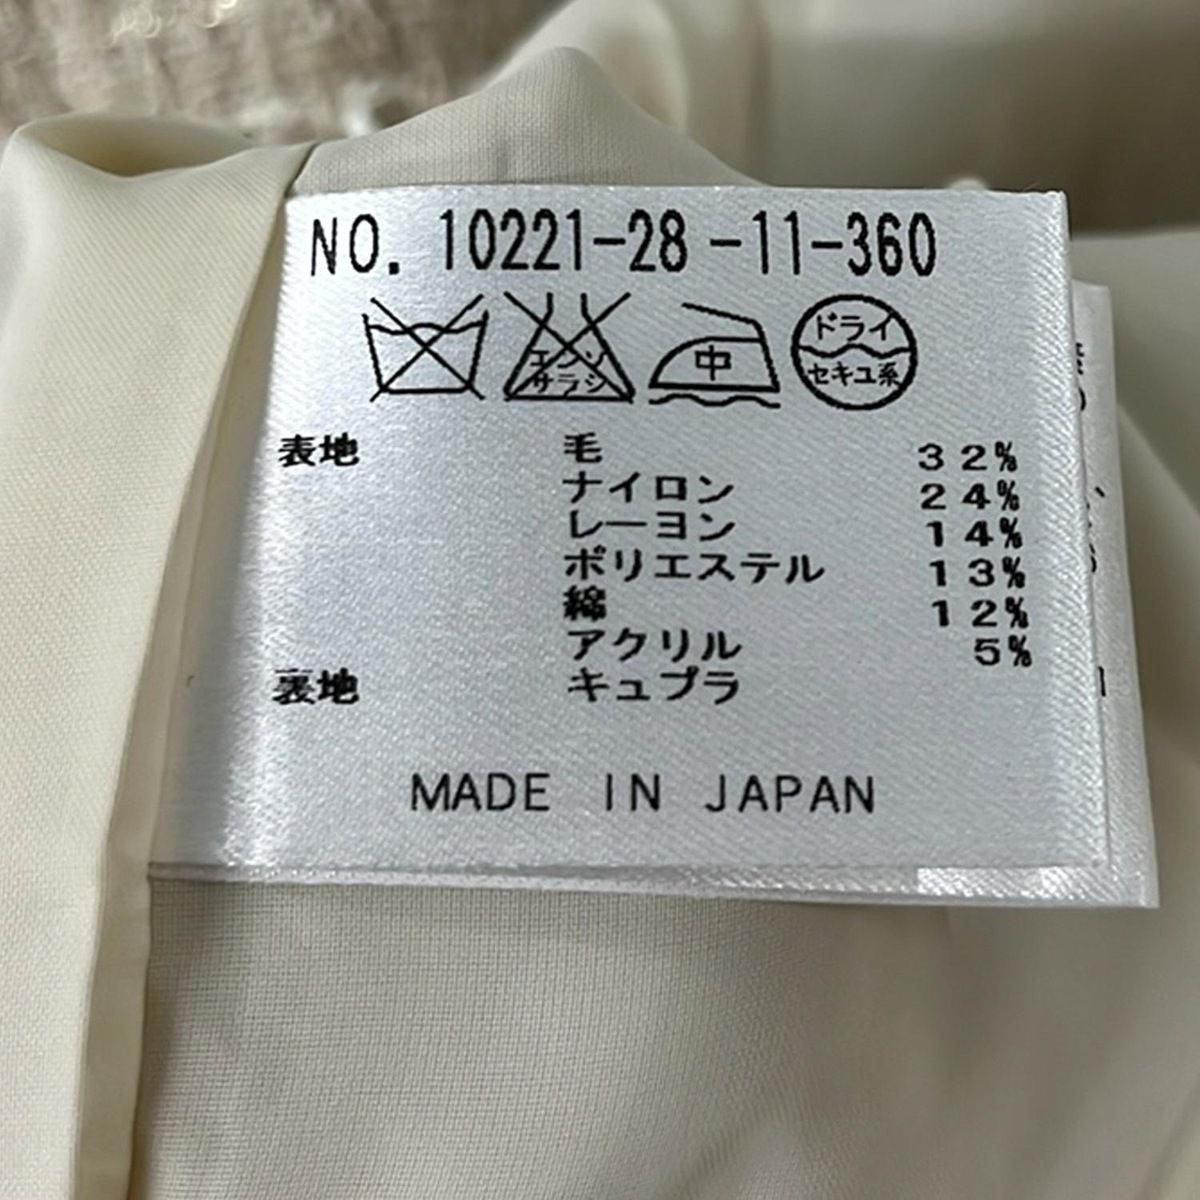 NO. 10221-28-11-360
エンソ
サラシ
中
ドライ
セキユ系
表地 毛 32%
ナイロン 24%
レーヨン 14%
ポリエステル 13%
綿 12%
アクリル 5%
裏地 キュプラ
MADE IN JAPAN